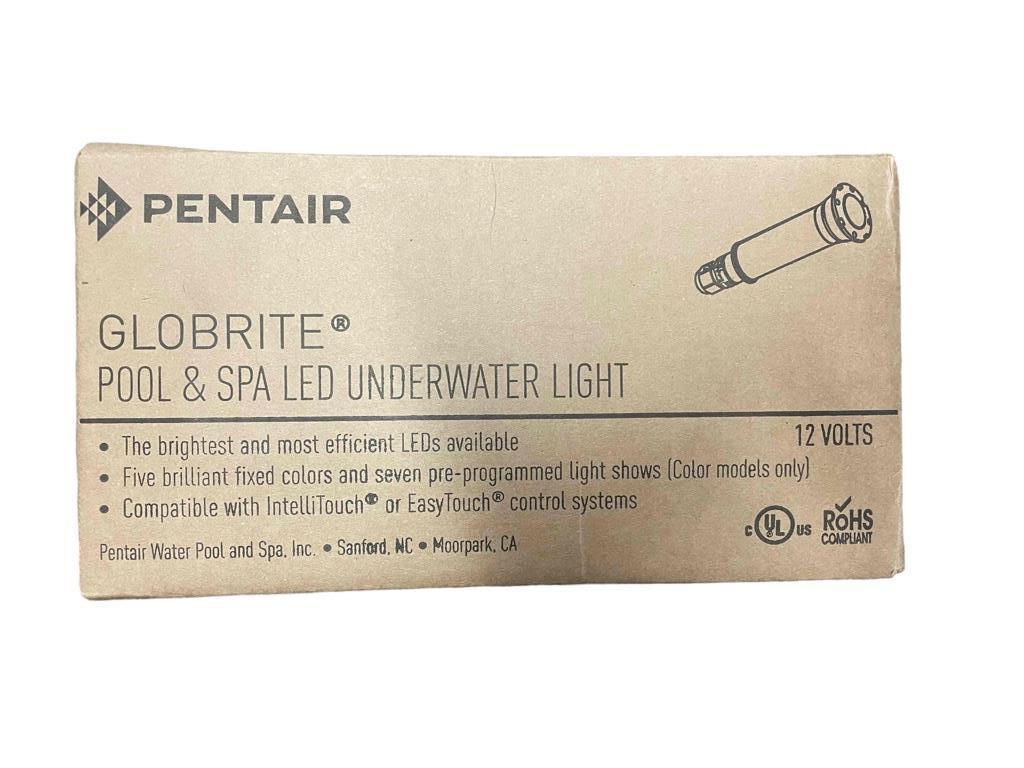 PENTAIR
GLOBRITE®
POOL & SPA LED UNDERWATER LIGHT
12 VOLTS
• The brightest and most efficient LEDs available
• Five brilliant fixed colors and seven pre-programmed light shows (Color models only)
• Compatible with IntelliTouch® or EasyTouch® control systems
Pentair Water Pool and Spa, Inc. • Sanford, NC • Moorpark, CA
C UL US
RoHS
COMPLIANT